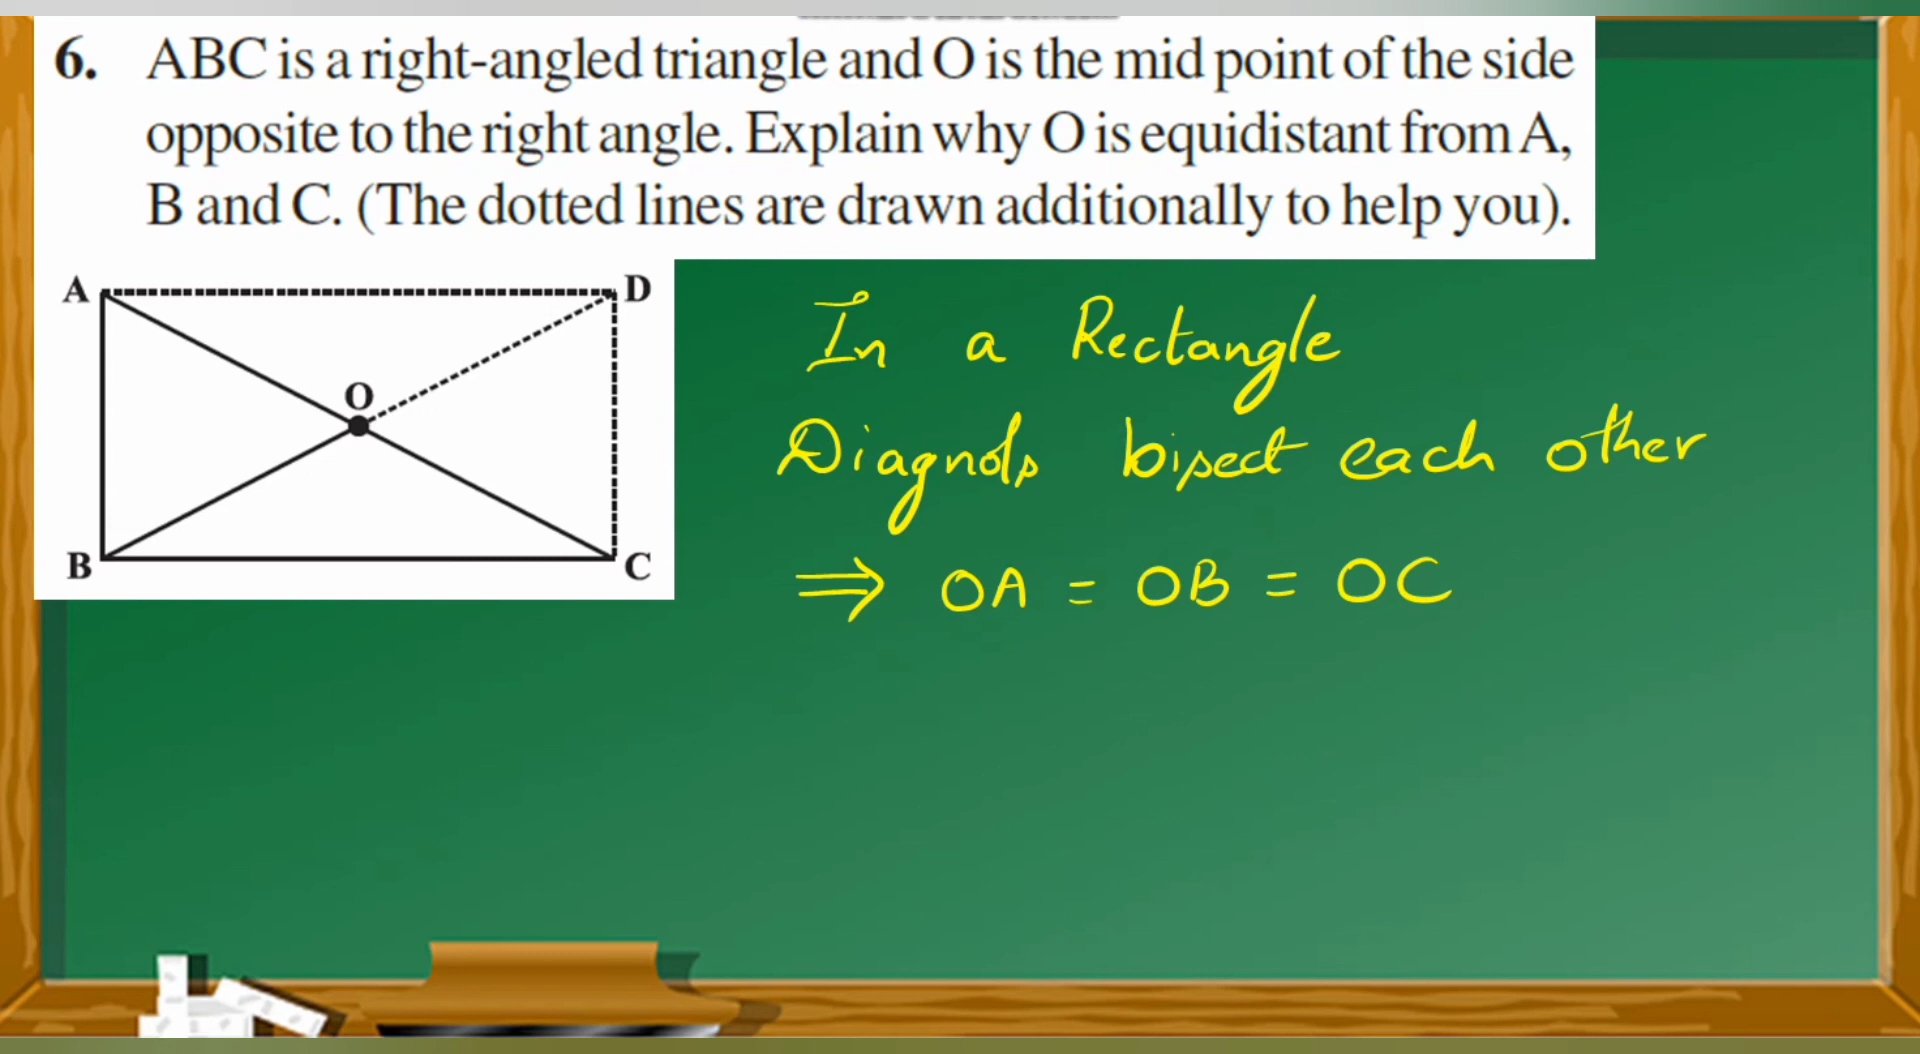 6. ABC is a right-angled triangle and O is the mid point of the side
opposite to the right angle. Explain why O is equidistant from A,
B and C. (The dotted lines are drawn additionally to help you).
A
D
O
B
C
In a Rectangle
Diagnols bisect each other
⇒ OA = OB = OC